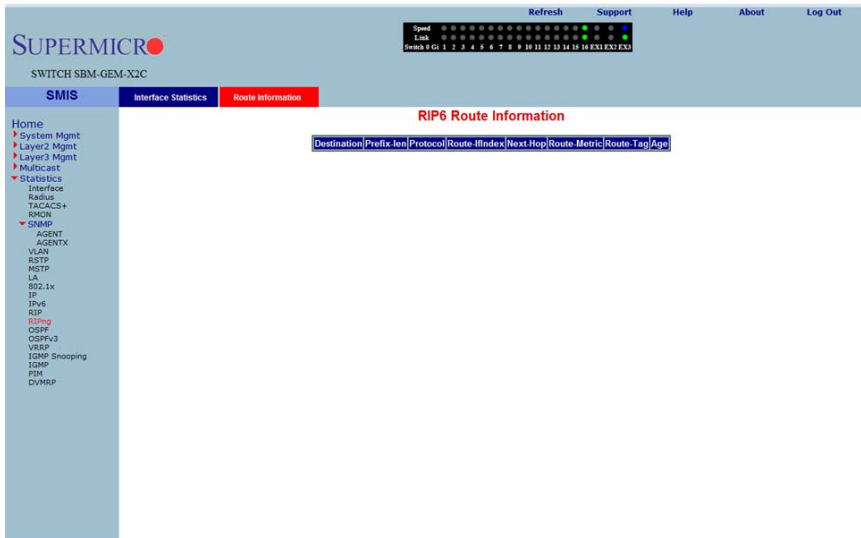 Refresh Support Help About Log Out
SUPERMICRO
Speed
Link
Switch 0 Gi 1 2 3 4 5 6 7 8 9 10 11 12 13 14 15 16 EX1 EX2 EX3
SWITCH SBM-GEM-X2C
SMIS
Interface Statistics Route Information
RIP6 Route Information
Destination Prefix-len Protocol Route-IfIndex Next-Hop Route-Metric Route-Tag Age
Home
System Mgmt
Layer2 Mgmt
Layer3 Mgmt
Multicast
Statistics
Interface
Radius
TACACS+
RMON
SNMP
AGENT
AGENTX
VLAN
RSTP
MSTP
LA
802.1x
IP
IPv6
RIP
RIPng
OSPF
OSPFv3
VRRP
IGMP Snooping
IGMP
PIM
DVMRP